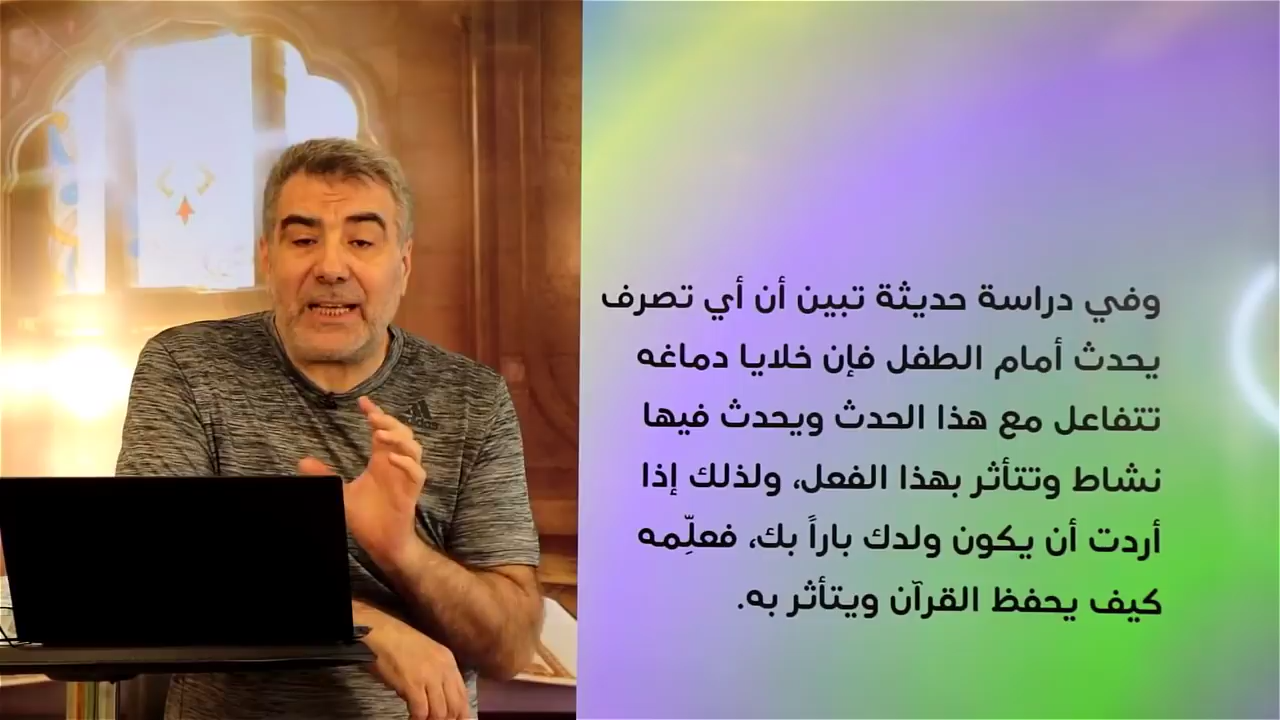 وفي دراسة حديثة تبين أن أي تصرف
يحدث أمام الطفل فإن خلايا دماغه
تتفاعل مع هذا الحدث ويحدث فيها
نشاط وتتأثر بهذا الفعل، ولذلك إذا
أردت أن يكون ولدك باراً بك، فعلِّمه
كيف يحفظ القرآن ويتأثر به.
adidas